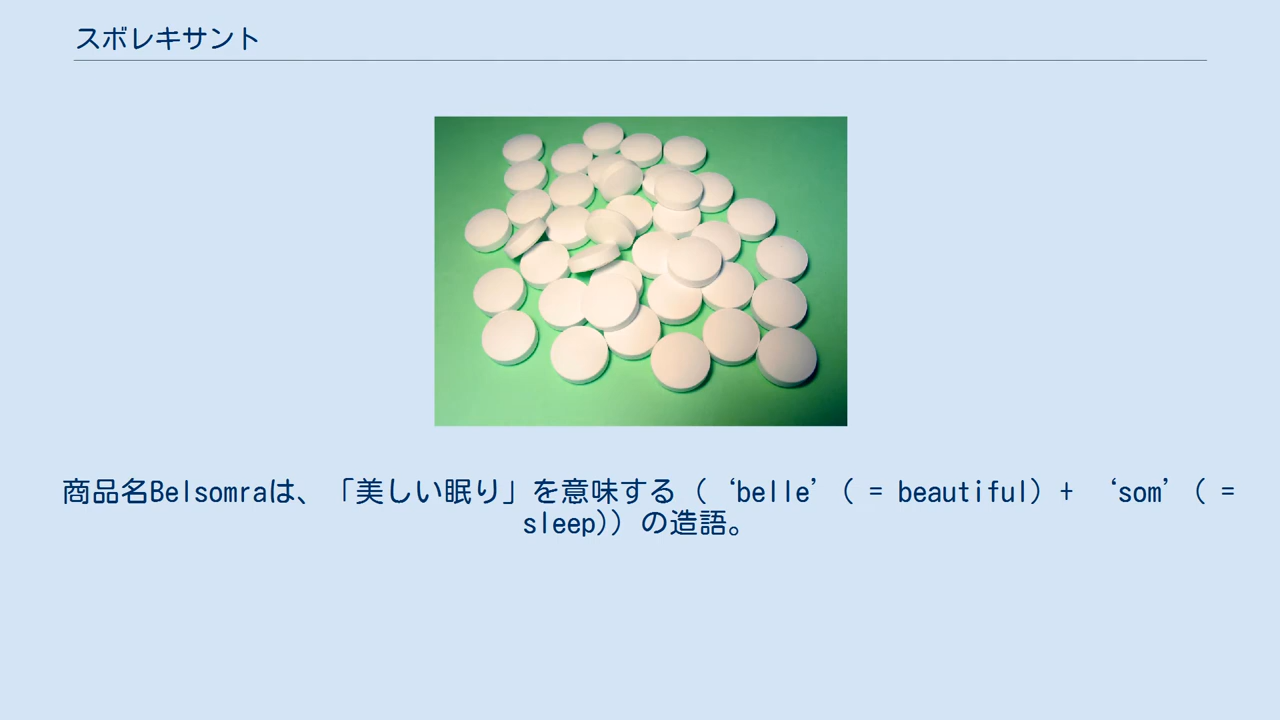 スボレキサント
商品名Belsomraは、「美しい眠り」を意味する（‘belle’（ = beautiful）+ ‘som’（ =
sleep)）の造語。